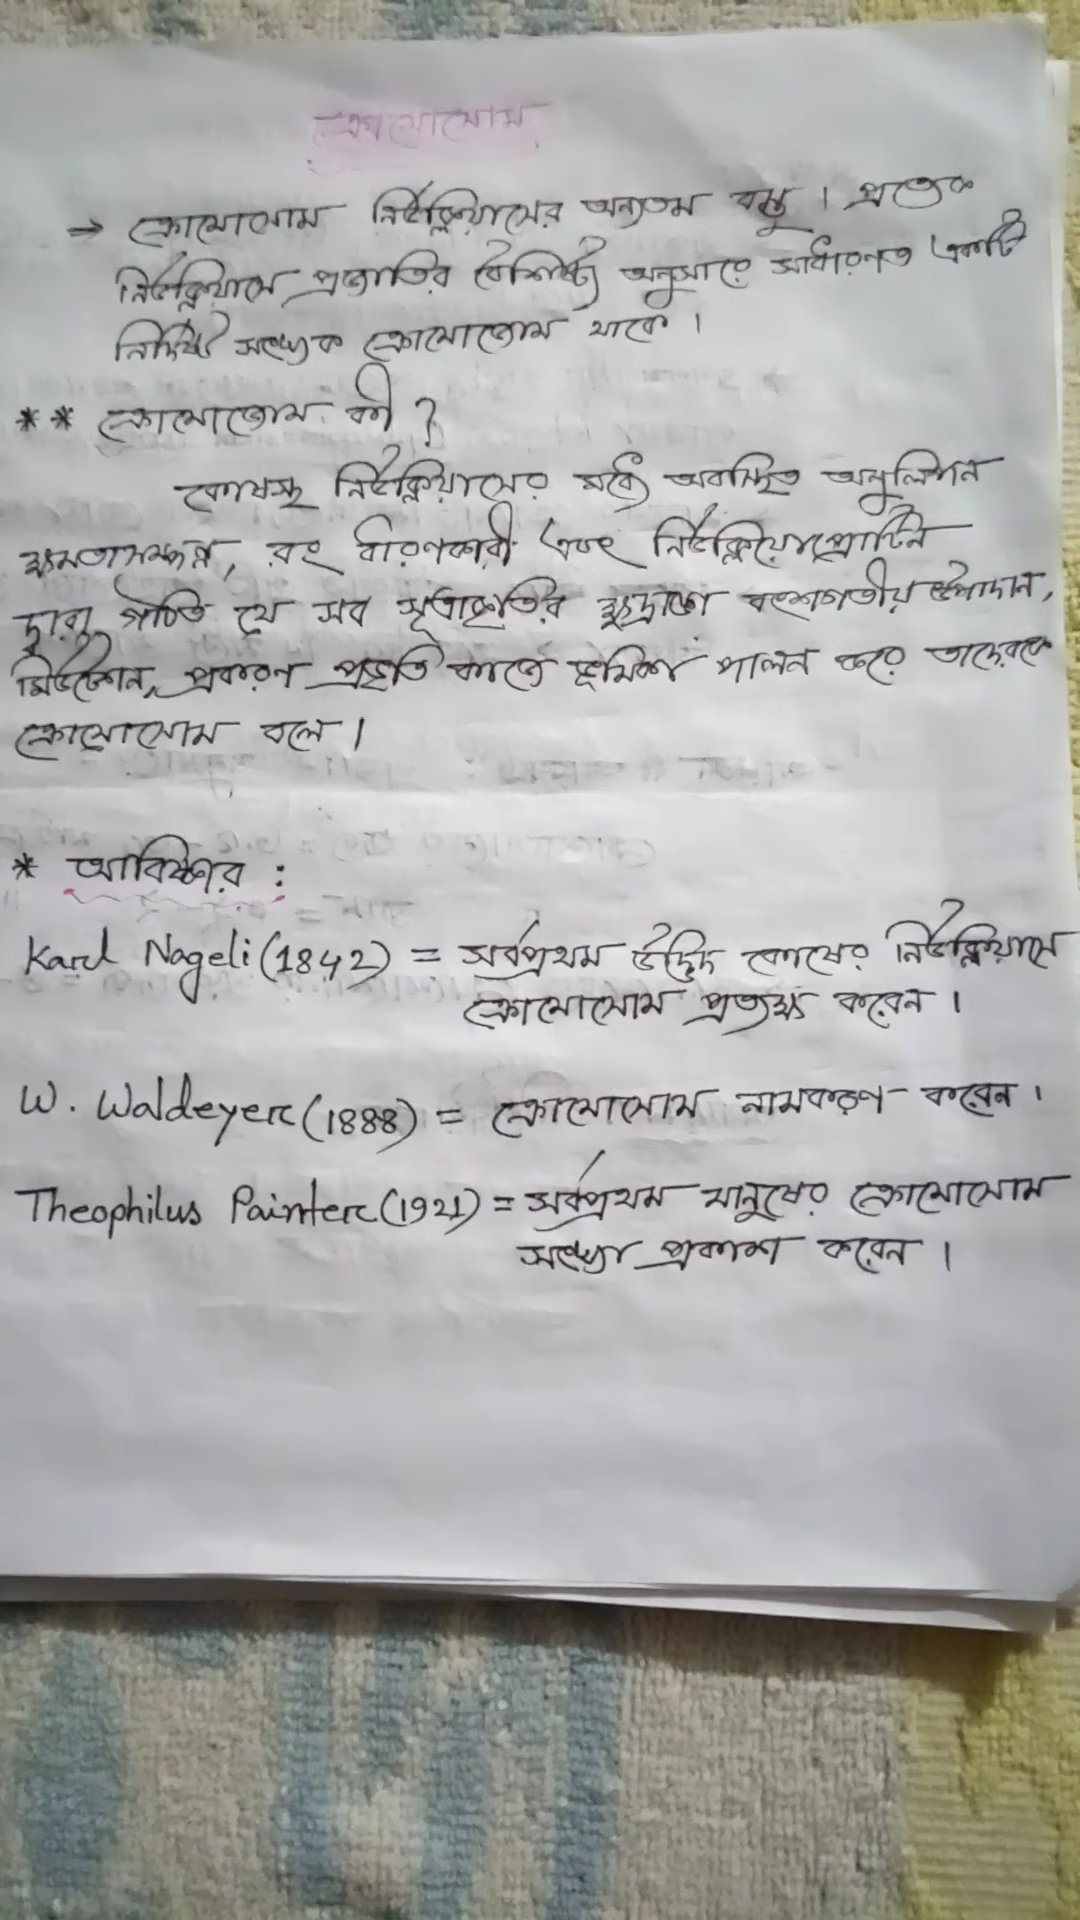 ক্রোমোসোম
→ ক্রোমোসোম নিউক্লিয়াসের অন্যতম বস্তু । প্রত্যেক
নিউক্লিয়াসে প্রজাতির বৈশিষ্ট্য অনুসারে সাধারণত একটি
নির্দিষ্ট সংখ্যক ক্রোমোজোম থাকে ।
** ক্রোমোজোম কী ?
কোষস্থ নিউক্লিয়াসের মধ্যে অবস্থিত অনুলিপন
ক্ষমতাসম্পন্ন, রং ধারণকারী এবং নিউক্লিয়োপ্রোটিন
দ্বারা গঠিত যে সব সূত্রাকৃতির ক্ষুদ্রাঙ্গ বংশগতীয় উপাদান,
মিউটেশন, প্রকরণ প্রভৃতি কাজে ভূমিকা পালন করে তাদেরকে
ক্রোমোসোম বলে ।
* আবিষ্কার :
Karl Nageli (1842) = সর্বপ্রথম উদ্ভিদ কোষের নিউক্লিয়াসে
ক্রোমোসোম প্রত্যক্ষ করেন ।
W. Waldeyer (1888) = ক্রোমোসোম নামকরণ করেন ।
Theophilus Painter (1921) = সর্বপ্রথম মানুষের ক্রোমোসোম
সংখ্যা প্রকাশ করেন ।